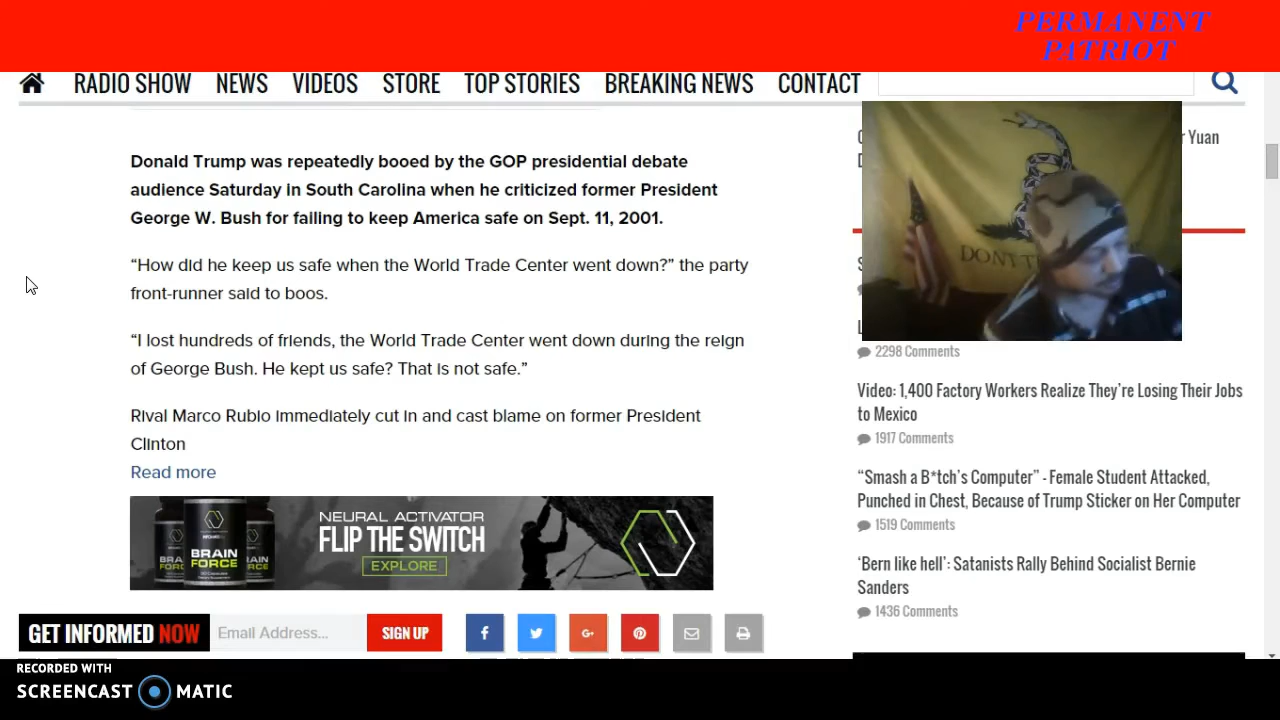 PERMANENT
PATRIOT
RADIO SHOW NEWS VIDEOS STORE TOP STORIES BREAKING NEWS CONTACT
Donald Trump was repeatedly booed by the GOP presidential debate
audience Saturday in South Carolina when he criticized former President
George W. Bush for failing to keep America safe on Sept. 11, 2001.
“How did he keep us safe when the World Trade Center went down?” the party
front-runner said to boos.
“I lost hundreds of friends, the World Trade Center went down during the reign
of George Bush. He kept us safe? That is not safe.”
Rival Marco Rubio immediately cut in and cast blame on former President
Clinton
Read more
NEURAL ACTIVATOR
FLIP THE SWITCH
EXPLORE
BRAIN
FORCE
GET INFORMED NOW Email Address... SIGN UP
Yuan
DON'T
2298 Comments
Video: 1,400 Factory Workers Realize They’re Losing Their Jobs
to Mexico
1917 Comments
“Smash a B*tch’s Computer” - Female Student Attacked,
Punched in Chest, Because of Trump Sticker on Her Computer
1519 Comments
‘Bern like hell’: Satanists Rally Behind Socialist Bernie
Sanders
1436 Comments
RECORDED WITH
SCREENCAST MATIC